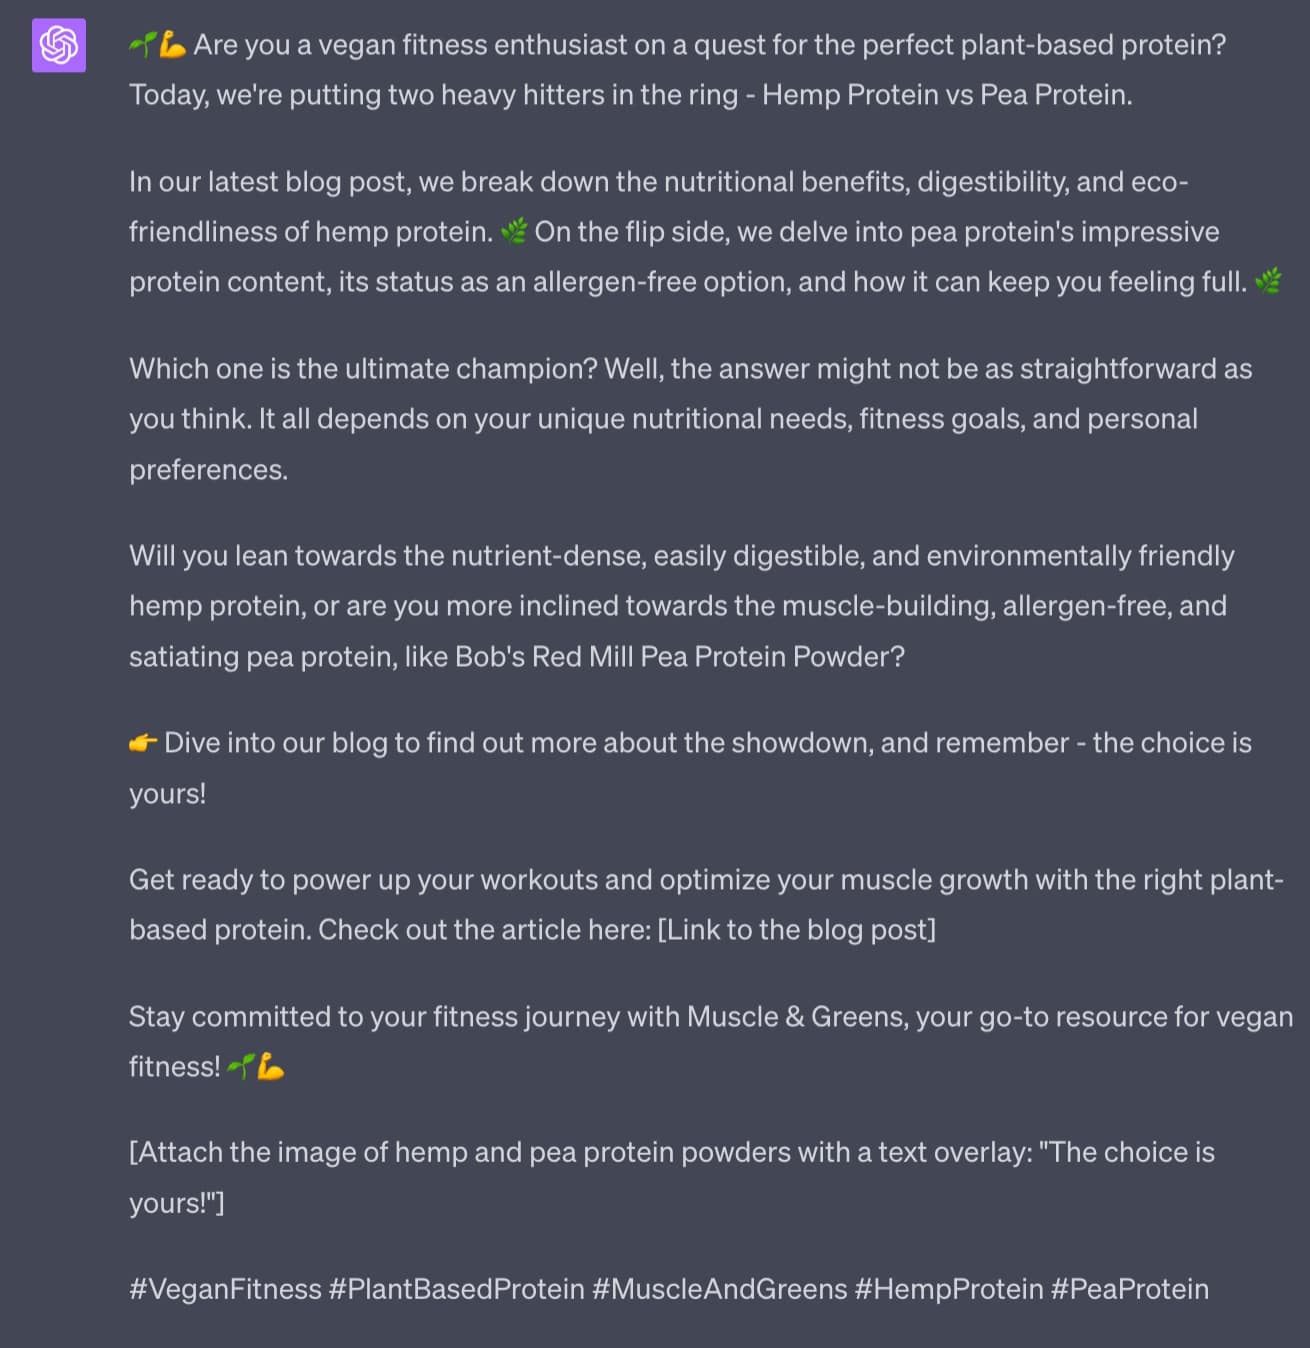 🌱💪 Are you a vegan fitness enthusiast on a quest for the perfect plant-based protein?
Today, we're putting two heavy hitters in the ring - Hemp Protein vs Pea Protein.
In our latest blog post, we break down the nutritional benefits, digestibility, and eco-
friendliness of hemp protein. 🌿 On the flip side, we delve into pea protein's impressive
protein content, its status as an allergen-free option, and how it can keep you feeling full. 🌿
Which one is the ultimate champion? Well, the answer might not be as straightforward as
you think. It all depends on your unique nutritional needs, fitness goals, and personal
preferences.
Will you lean towards the nutrient-dense, easily digestible, and environmentally friendly
hemp protein, or are you more inclined towards the muscle-building, allergen-free, and
satiating pea protein, like Bob's Red Mill Pea Protein Powder?
👉 Dive into our blog to find out more about the showdown, and remember - the choice is
yours!
Get ready to power up your workouts and optimize your muscle growth with the right plant-
based protein. Check out the article here: [Link to the blog post]
Stay committed to your fitness journey with Muscle & Greens, your go-to resource for vegan
fitness! 🌱💪
[Attach the image of hemp and pea protein powders with a text overlay: "The choice is
yours!"]
#VeganFitness #PlantBasedProtein #MuscleAndGreens #HempProtein #PeaProtein